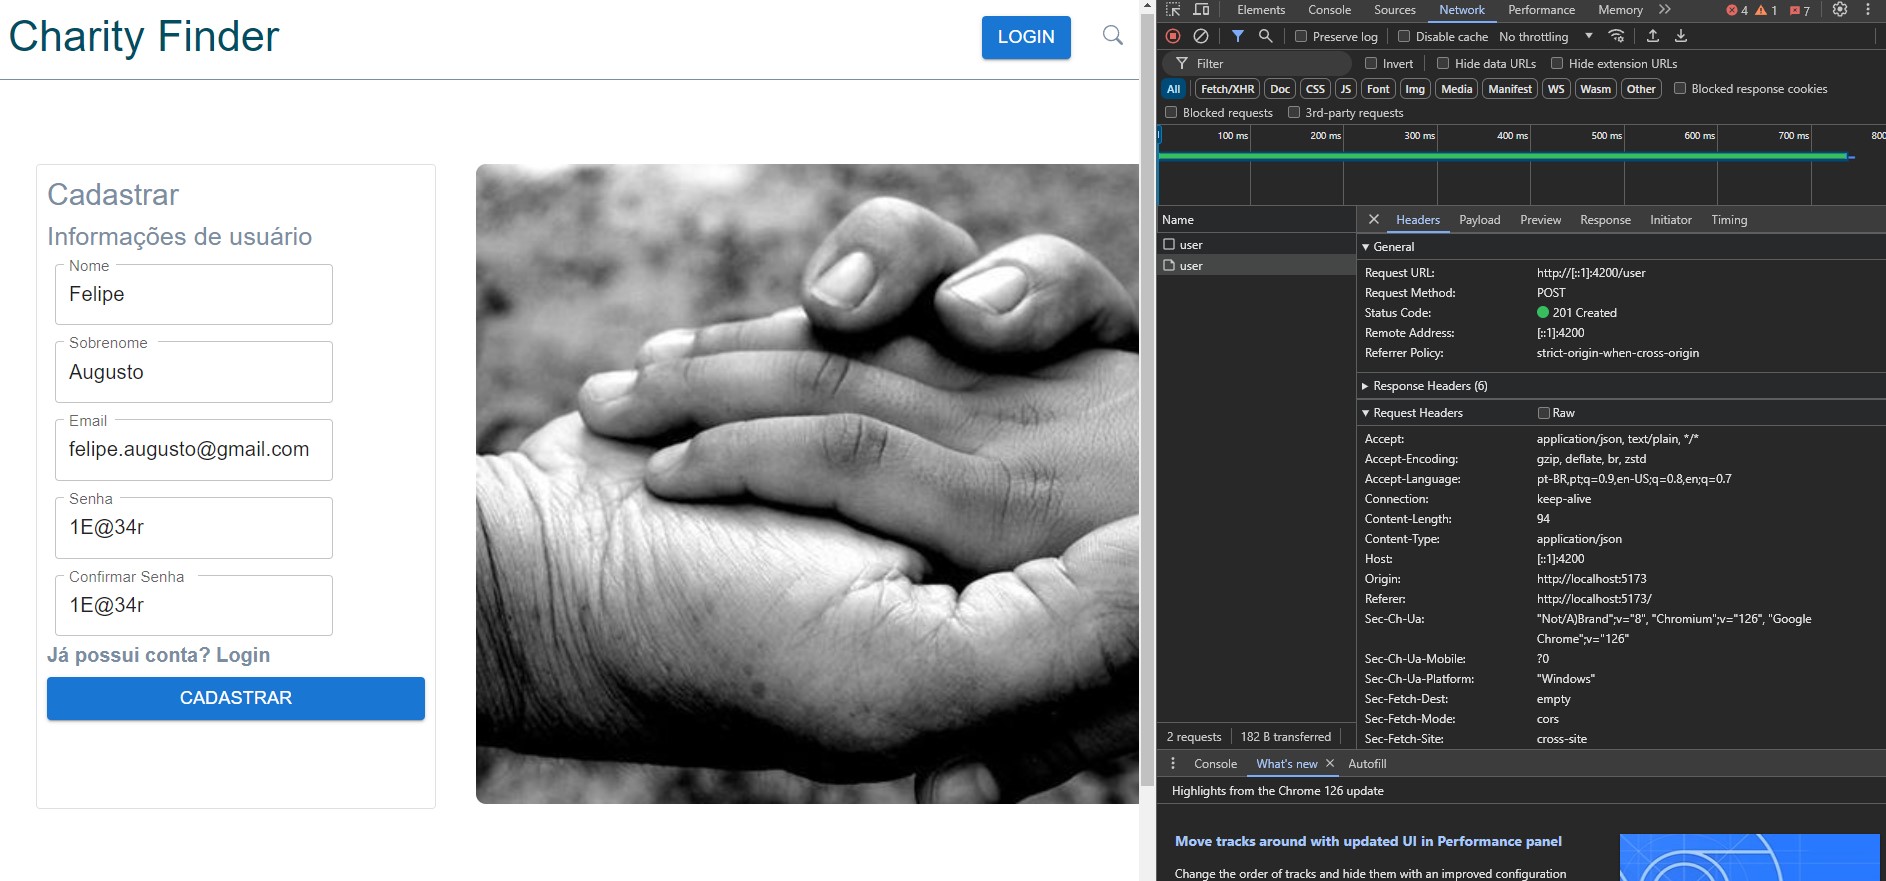 Charity Finder
LOGIN
Cadastrar
Informações de usuário
Nome
Felipe
Sobrenome
Augusto
Email
felipe.augusto@gmail.com
Senha
1E@34r
Confirmar Senha
1E@34r
Já possui conta? Login
CADASTRAR
Elements Console Sources Network Performance Memory 4 1 7
Preserve log Disable cache No throttling
Filter Invert Hide data URLs Hide extension URLs
All Fetch/XHR Doc CSS JS Font Img Media Manifest WS Wasm Other Blocked response cookies
Blocked requests 3rd-party requests
100 ms 200 ms 300 ms 400 ms 500 ms 600 ms 700 ms 800
Name
user
user
2 requests 182 B transferred
Headers Payload Preview Response Initiator Timing
General
Request URL: http://[::1]:4200/user
Request Method: POST
Status Code: 201 Created
Remote Address: [::1]:4200
Referrer Policy: strict-origin-when-cross-origin
Response Headers (6)
Request Headers Raw
Accept: application/json, text/plain, */*
Accept-Encoding: gzip, deflate, br, zstd
Accept-Language: pt-BR,pt;q=0.9,en-US;q=0.8,en;q=0.7
Connection: keep-alive
Content-Length: 94
Content-Type: application/json
Host: [::1]:4200
Origin: http://localhost:5173
Referer: http://localhost:5173/
Sec-Ch-Ua: "Not/A)Brand";v="8", "Chromium";v="126", "Google
Chrome";v="126"
Sec-Ch-Ua-Mobile: ?0
Sec-Ch-Ua-Platform: "Windows"
Sec-Fetch-Dest: empty
Sec-Fetch-Mode: cors
Sec-Fetch-Site: cross-site
Console What's new Autofill
Highlights from the Chrome 126 update
Move tracks around with updated UI in Performance panel
Change the order of tracks and hide them with an improved configuration